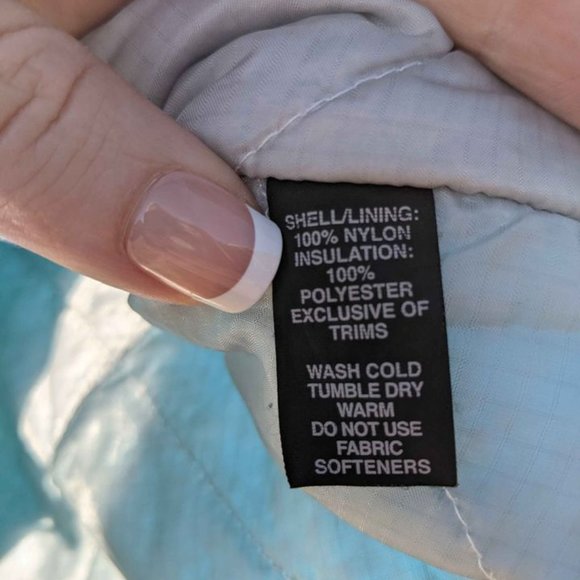 SHELL/LINING:
100% NYLON
INSULATION:
100%
POLYESTER
EXCLUSIVE OF
TRIMS
WASH COLD
TUMBLE DRY
WARM
DO NOT USE
FABRIC
SOFTENERS